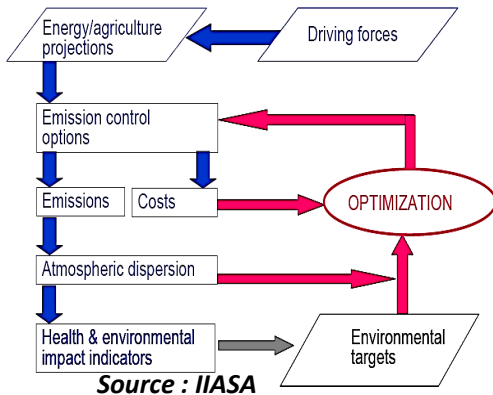 Energy/agriculture
projections
Driving forces
Emission control
options
Emissions
Costs
OPTIMIZATION
Atmospheric dispersion
Health & environmental
impact indicators
Environmental
targets
Source : IIASA